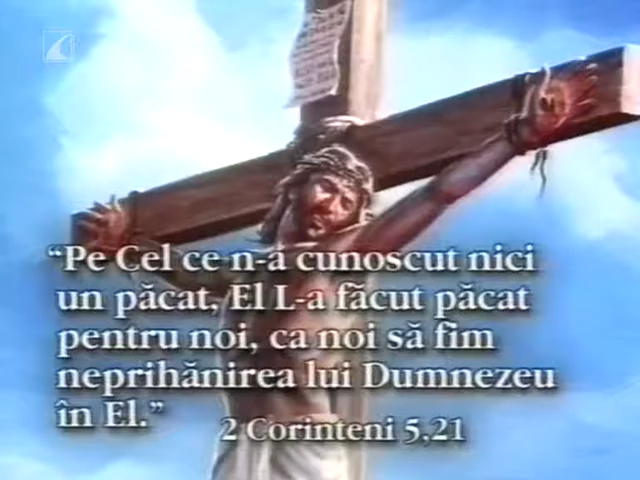 “Pe Cel ce n-a cunoscut nici
un păcat, El L-a făcut păcat
pentru noi, ca noi să fim
neprihănirea lui Dumnezeu
în El.”
2 Corinteni 5,21